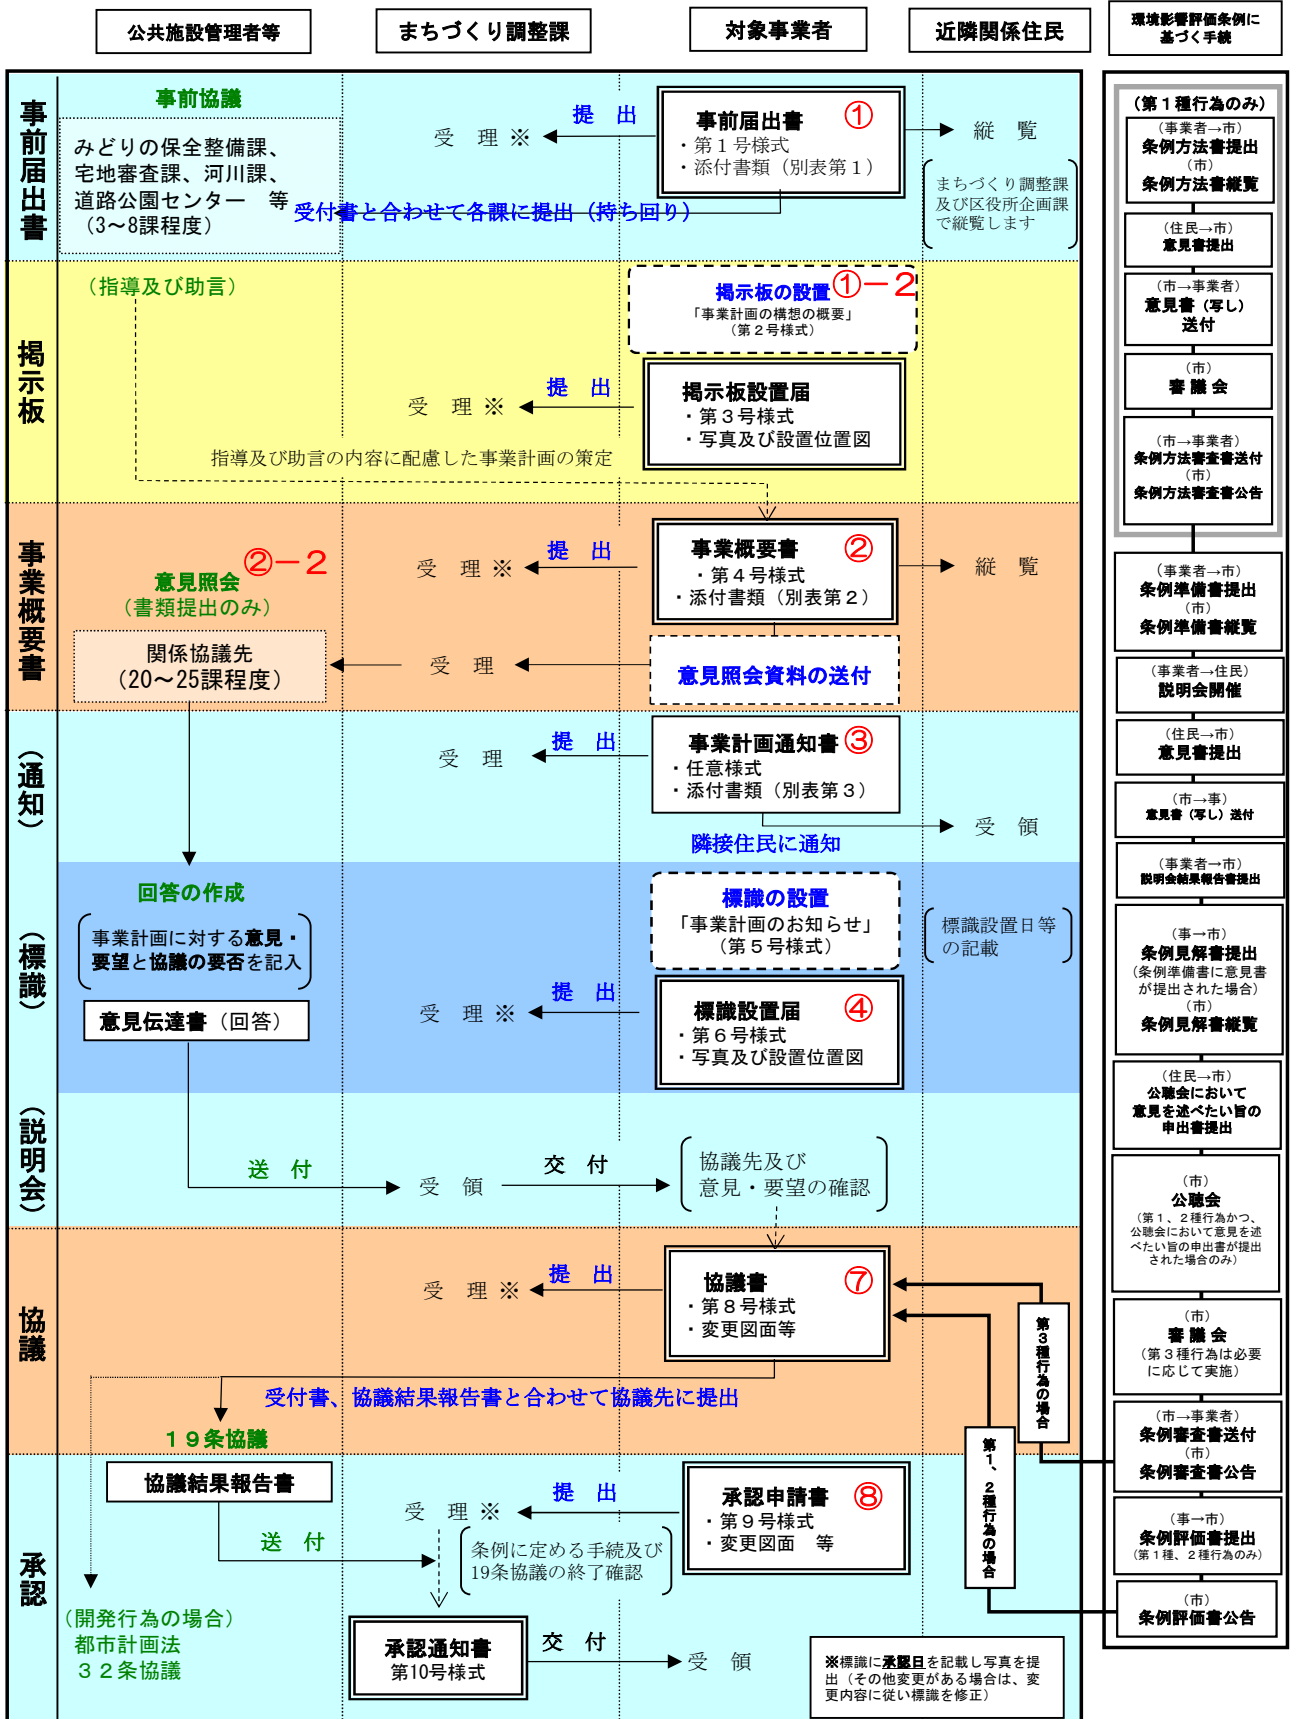 公共施設管理者等
まちづくり調整課
対象事業者
近隣関係住民
環境影響評価条例に
基づく手続
事前届出書
事前協議
みどりの保全整備課、
宅地審査課、河川課、
道路公園センター　等
（3～8課程度）
受　理 ※
提　出
事前届出書 ①
・第１号様式
・添付書類（別表第１）
縦　覧
まちづくり調整課
及び区役所企画課
で縦覧します
受付書と合わせて各課に提出（持ち回り）
掲示板
（指導及び助言）
掲示板の設置 ①－２
「事業計画の構想の概要」
（第２号様式）
受　理 ※
提　出
掲示板設置届
・第３号様式
・写真及び設置位置図
指導及び助言の内容に配慮した事業計画の策定
事業概要書
②－２
意見照会
（書類提出のみ）
受　理 ※
提　出
事業概要書 ②
・第４号様式
・添付書類（別表第２）
縦　覧
関係協議先
（20～25課程度）
受　理
意見照会資料の送付
（通知）
受　理
提　出
事業計画通知書 ③
・任意様式
・添付書類（別表第３）
隣接住民に通知
受　領
（標識）
回答の作成
事業計画に対する意見・
要望と協議の要否を記入
意見伝達書（回答）
標識の設置
「事業計画のお知らせ」
（第５号様式）
標識設置日等
の記載
受　理 ※
提　出
標識設置届 ④
・第６号様式
・写真及び設置位置図
（説明会）
送　付
受　領
交　付
協議先及び
意見・要望の確認
協議
受　理 ※
提　出
協議書 ⑦
・第８号様式
・変更図面等
受付書、協議結果報告書と合わせて協議先に提出
１９条協議
第３種行為の場合
第１、２種行為の場合
承認
協議結果報告書
送　付
受　理 ※
提　出
承認申請書 ⑧
・第９号様式
・変更図面　等
条例に定める手続及び
19条協議の終了確認
（開発行為の場合）
都市計画法
３２条協議
承認通知書
第10号様式
交　付
受　領
※標識に承認日を記載し写真を提
出（その他変更がある場合は、変
更内容に従い標識を修正）
（第１種行為のみ）
（事業者→市）
条例方法書提出
（市）
条例方法書縦覧
（住民→市）
意見書提出
（市→事業者）
意見書（写し）
送付
（市）
審 議 会
（市→事業者）
条例方法審査書送付
（市）
条例方法審査書公告
（事業者→市）
条例準備書提出
（市）
条例準備書縦覧
（事業者→住民）
説明会開催
（住民→市）
意見書提出
（市→事）
意見書（写し）送付
（事業者→市）
説明会結果報告書提出
（事→市）
条例見解書提出
（条例準備書に意見書
が提出された場合）
（市）
条例見解書縦覧
（住民→市）
公聴会において
意見を述べたい旨の
申出書提出
（市）
公聴会
（第１、２種行為かつ、
公聴会において意見を述
べたい旨の申出書が提出
された場合のみ）
（市）
審 議 会
（第３種行為は必要
に応じて実施）
（市→事業者）
条例審査書送付
（市）
条例審査書公告
（事→市）
条例評価書提出
（第１種、２種行為のみ）
（市）
条例評価書公告